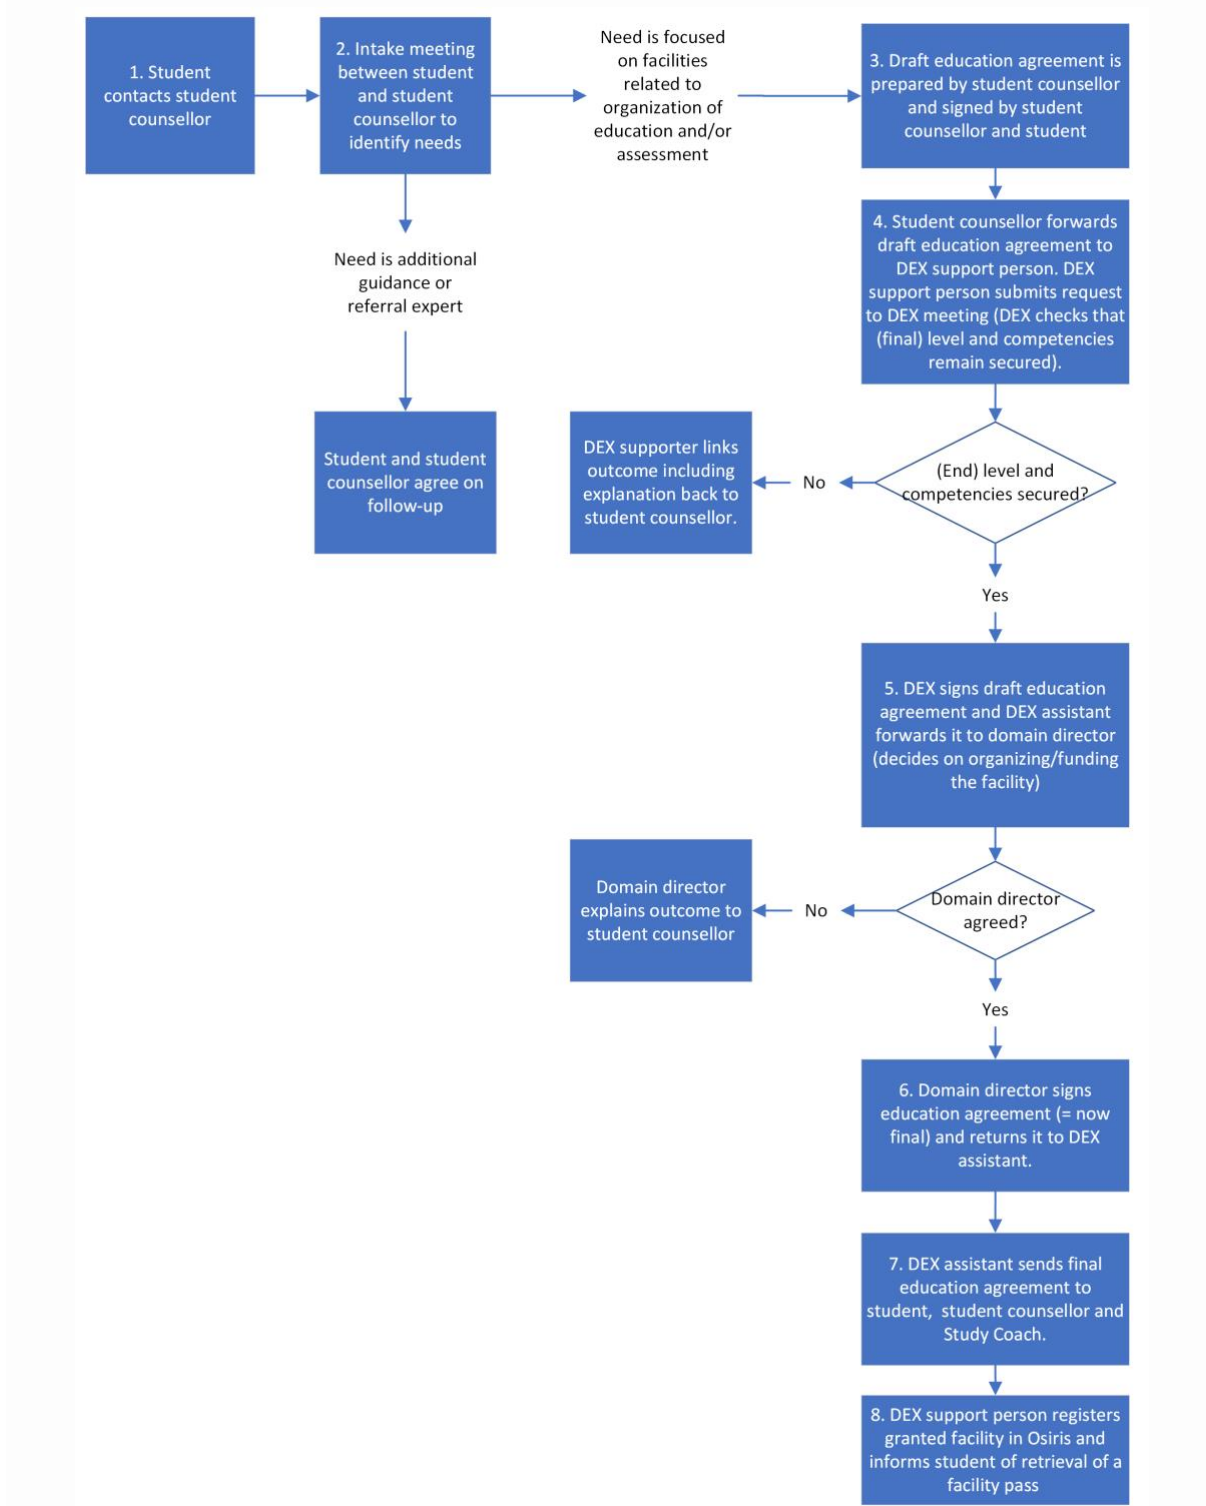 1. Student
contacts student
counsellor
2. Intake meeting
between student
and student
counsellor to
identify needs
Need is focused
on facilities
related to
organization of
education and/or
assessment
3. Draft education agreement is
prepared by student counsellor
and signed by student
counsellor and student
Need is additional
guidance or
referral expert
Student and student
counsellor agree on
follow-up
4. Student counsellor forwards
draft education agreement to
DEX support person. DEX
support person submits request
to DEX meeting (DEX checks that
(final) level and competencies
remain secured).
(End) level and
competencies secured?
No
DEX supporter links
outcome including
explanation back to
student counsellor.
Yes
5. DEX signs draft education
agreement and DEX assistant
forwards it to domain director
(decides on organizing/funding
the facility)
Domain director
agreed?
No
Domain director
explains outcome to
student counsellor
Yes
6. Domain director signs
education agreement (= now
final) and returns it to DEX
assistant.
7. DEX assistant sends final
education agreement to
student,  student counsellor and
Study Coach.
8. DEX support person registers
granted facility in Osiris and
informs student of retrieval of a
facility pass